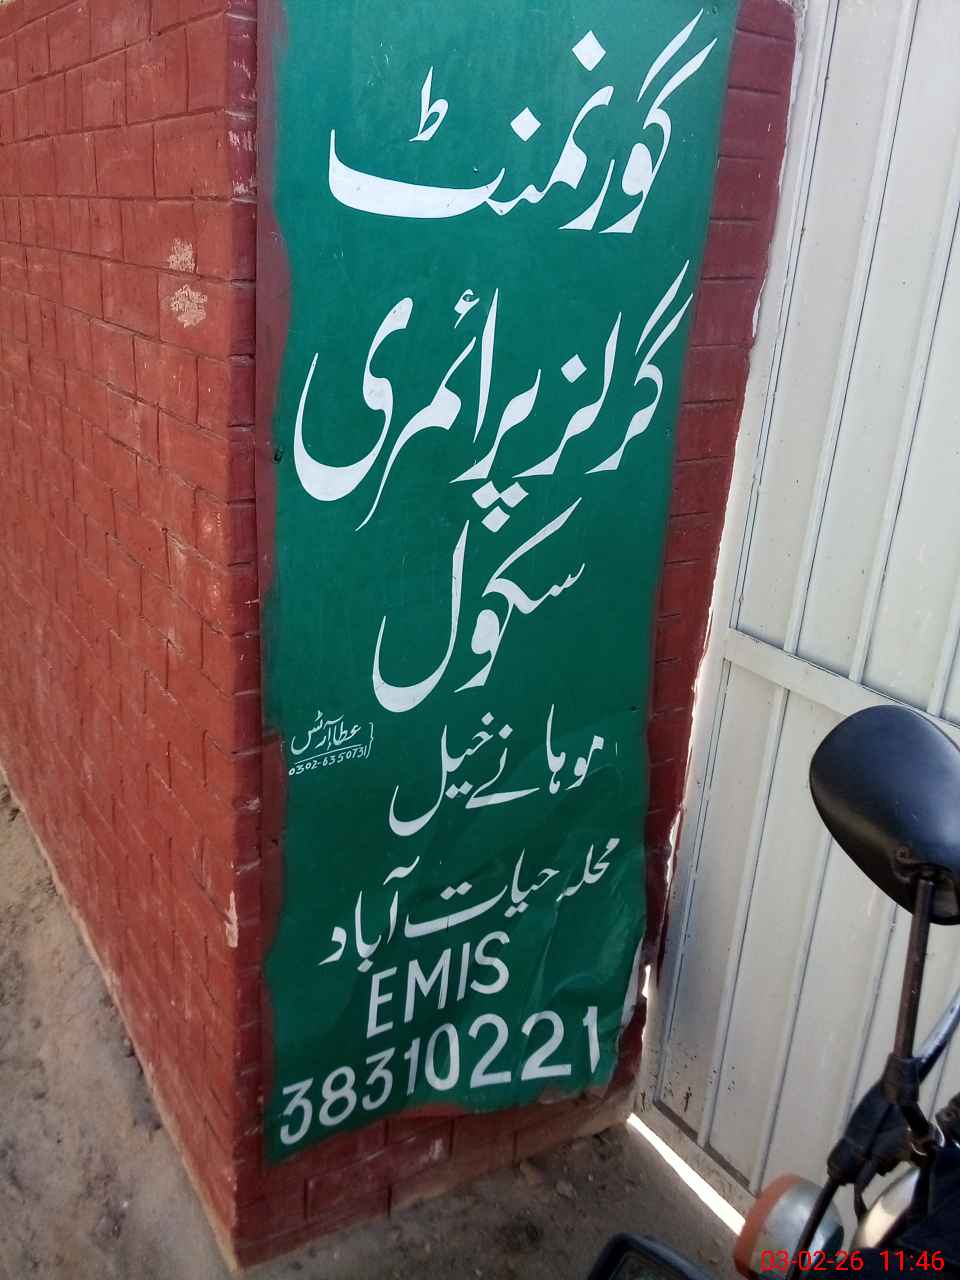 گورنمنٹ
گرلز پرائمری
سکول
موہانے خیل
عطا آرٹس
0302-6350731
محلہ حیات آباد
EMIS
38310221
03-02-26 11:46